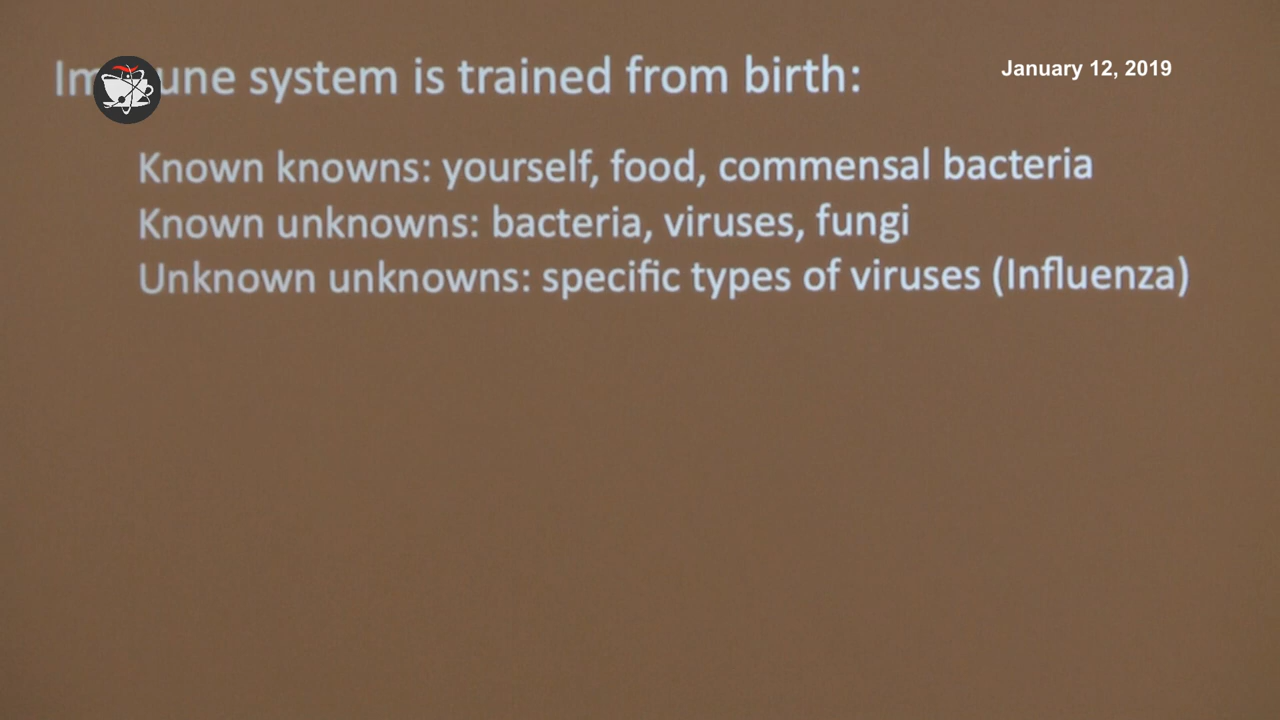 Immune system is trained from birth:
January 12, 2019
Known knowns: yourself, food, commensal bacteria
Known unknowns: bacteria, viruses, fungi
Unknown unknowns: specific types of viruses (Influenza)